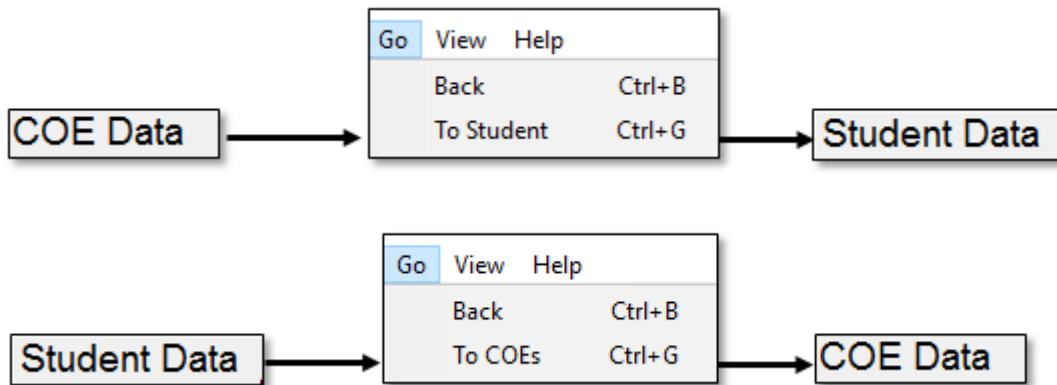 Go View Help
Back Ctrl+B
COE Data
To Student Ctrl+G
Student Data
Go View Help
Back Ctrl+B
Student Data
To COEs Ctrl+G
COE Data